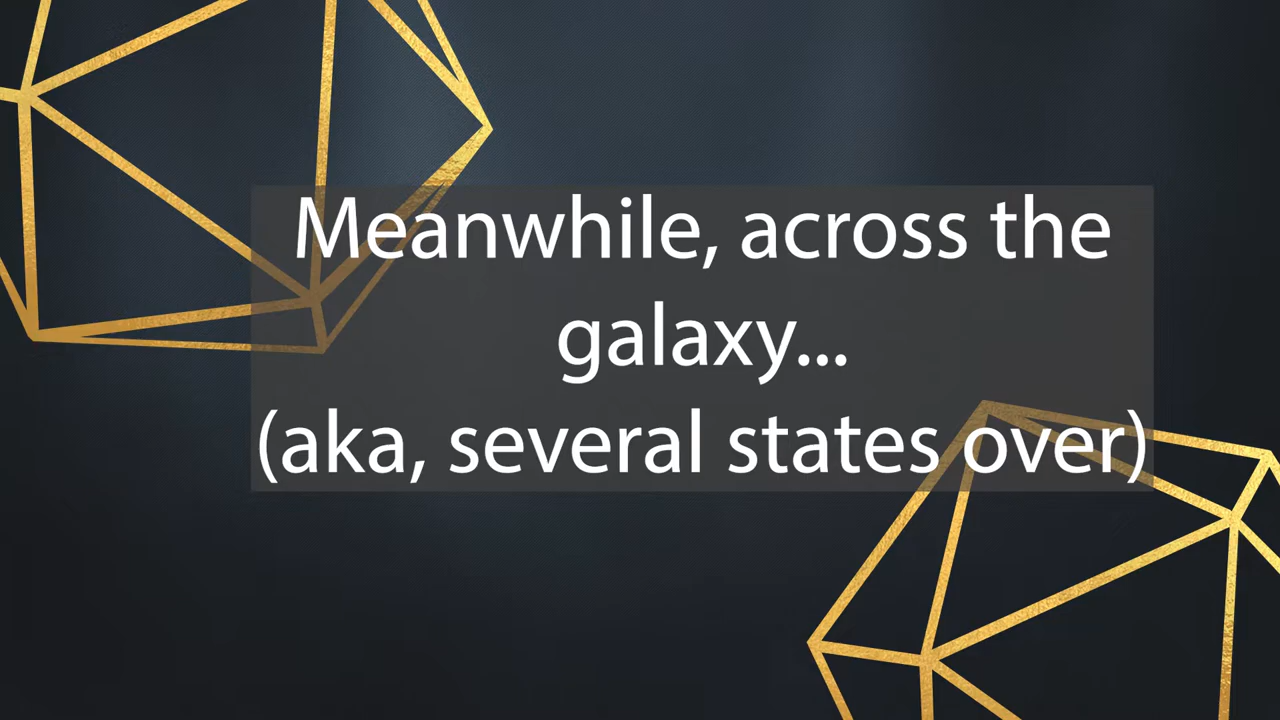 Meanwhile, across the
galaxy...
(aka, several states over)